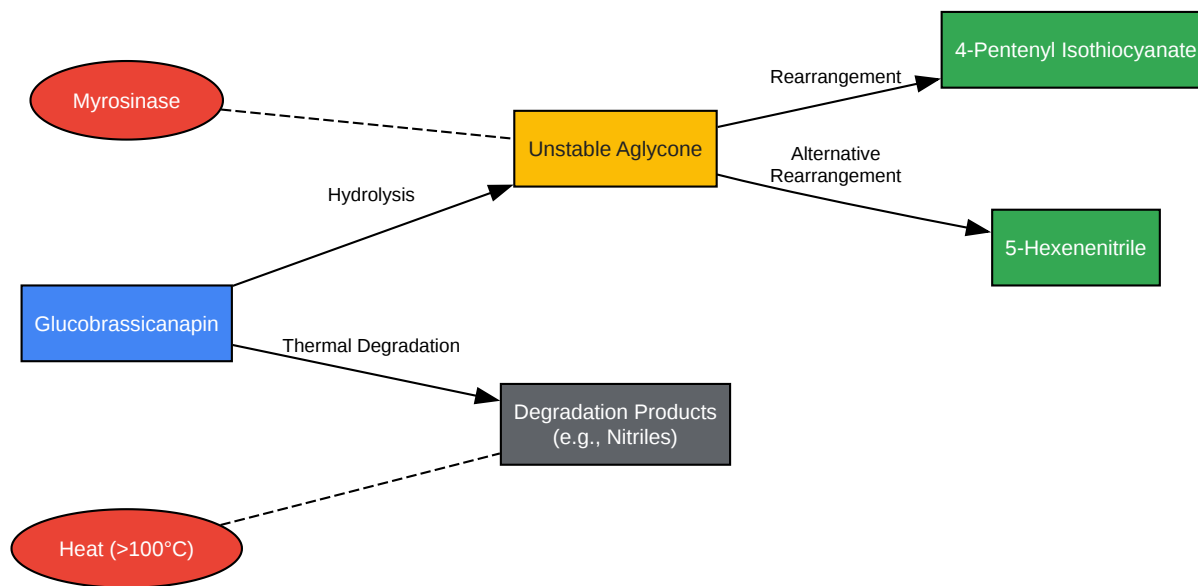 4-Pentenyl Isothiocyanate
Rearrangement
Myrosinase
Unstable Aglycone
Alternative
Rearrangement
Hydrolysis
5-Hexenenitrile
Glucobrassicanapin
Thermal Degradation
Degradation Products
(e.g., Nitriles)
Heat (>100°C)